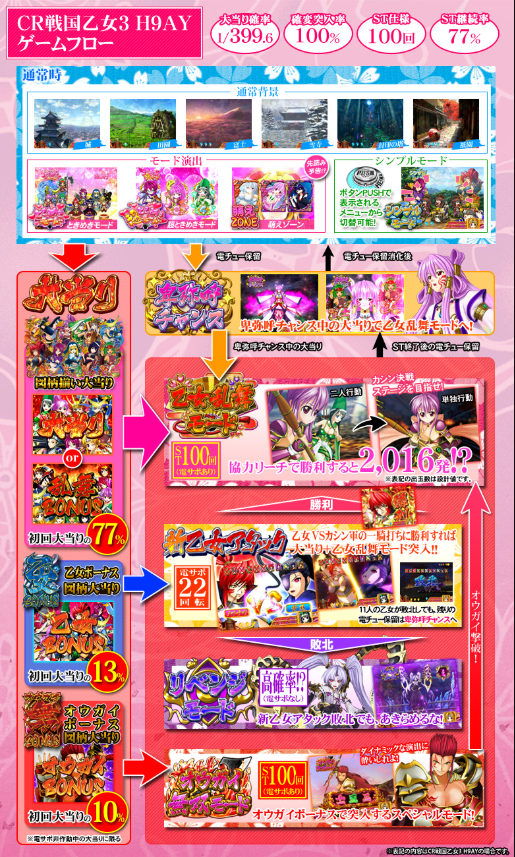 CR戦国乙女3 H9AY
ゲームフロー
大当り確率
1/399.6
確変突入率
100%
ST仕様
100回
ST継続率
77%
通常時
通常背景
城
田園
富士
雪寺
祇園
モード演出
先読み
予告!?
ときめきモード
超ときめきモード
萌えZONE
萌えゾーン
シンプルモード
ボタンPUSHで
表示される
メニューから
切替可能!
電チュー保留
電チュー保留消化後
大当り
図柄揃い大当り
大当り
or
乱舞
BONUS
初回大当りの77%
卑弥呼
チャンス
卑弥呼チャンス中の大当りで乙女乱舞モードへ!
卑弥呼チャンス中の大当り
ST終了後の電チュー保留
乙女乱舞
モード
二人行動
カシン決戦
ステージを目指せ!
単独行動
ST100回
(電サポあり)
協力リーチで勝利すると2,016発!?
※表記の出玉数は設計値です。
勝利
乙女ボーナス
図柄大当り
乙女
BONUS
初回大当りの13%
新乙女アタック
乙女VSカシン軍の一騎打ちに勝利すれば
大当り+乙女乱舞モード突入!!
電サポ
22
回転
11人の乙女が敗北しても、残りの
電チュー保留は卑弥呼チャンスへ
敗北
リベンジ
モード
高確率!?
(電サポなし)
新乙女アタック敗北でも、あきらめるな!
オウガイ撃破!
オウガイ
ボーナス
図柄大当り
オウガイ
BONUS
初回大当りの10%
※電サポ非作動中の大当りに限る
オウガイ
無双モード
ST100回
(電サポあり)
ダイナミックな演出に
酔いしれよ!
オウガイボーナスで突入するスペシャルモード!
※表記の内容はCR戦国乙女3 H9AYの場合です。